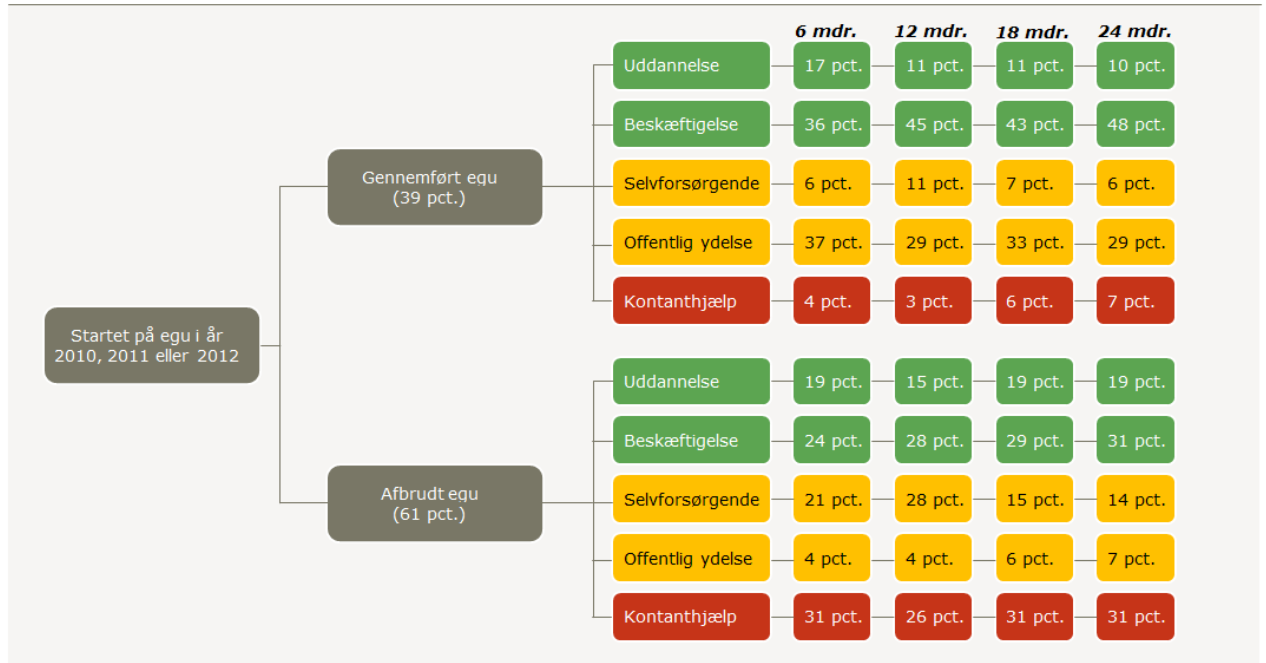 6 mdr. 12 mdr. 18 mdr. 24 mdr.
Uddannelse 17 pct. 11 pct. 11 pct. 10 pct.
Beskæftigelse 36 pct. 45 pct. 43 pct. 48 pct.
Gennemført egu
(39 pct.)
Selvforsørgende 6 pct. 11 pct. 7 pct. 6 pct.
Offentlig ydelse 37 pct. 29 pct. 33 pct. 29 pct.
Kontanthjælp 4 pct. 3 pct. 6 pct. 7 pct.
Startet på egu i år
2010, 2011 eller 2012
Uddannelse 19 pct. 15 pct. 19 pct. 19 pct.
Beskæftigelse 24 pct. 28 pct. 29 pct. 31 pct.
Afbrudt egu
(61 pct.)
Selvforsørgende 21 pct. 28 pct. 15 pct. 14 pct.
Offentlig ydelse 4 pct. 4 pct. 6 pct. 7 pct.
Kontanthjælp 31 pct. 26 pct. 31 pct. 31 pct.